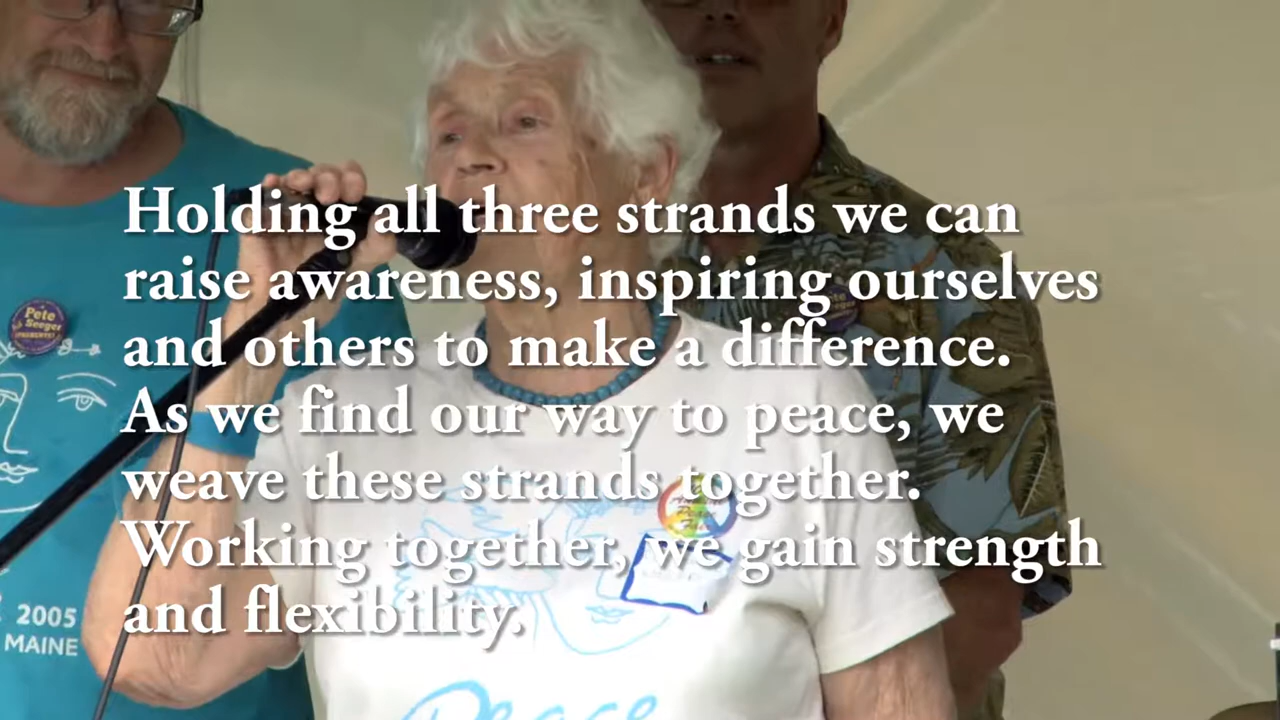 Holding all three strands we can
raise awareness, inspiring ourselves
and others to make a difference.
As we find our way to peace, we
weave these strands together.
Working together, we gain strength
and flexibility.
Pete
Seeger
2005
MAINE
Peace